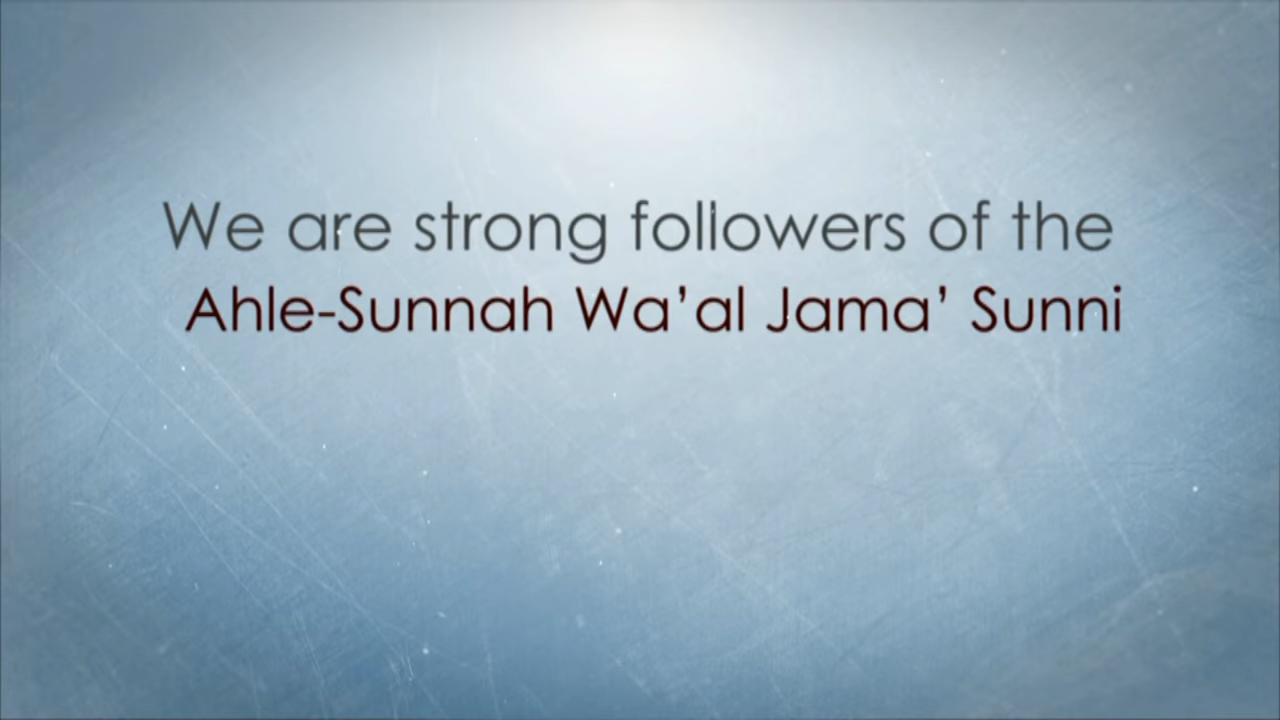 We are strong followers of the
Ahle-Sunnah Wa’al Jama’ Sunni